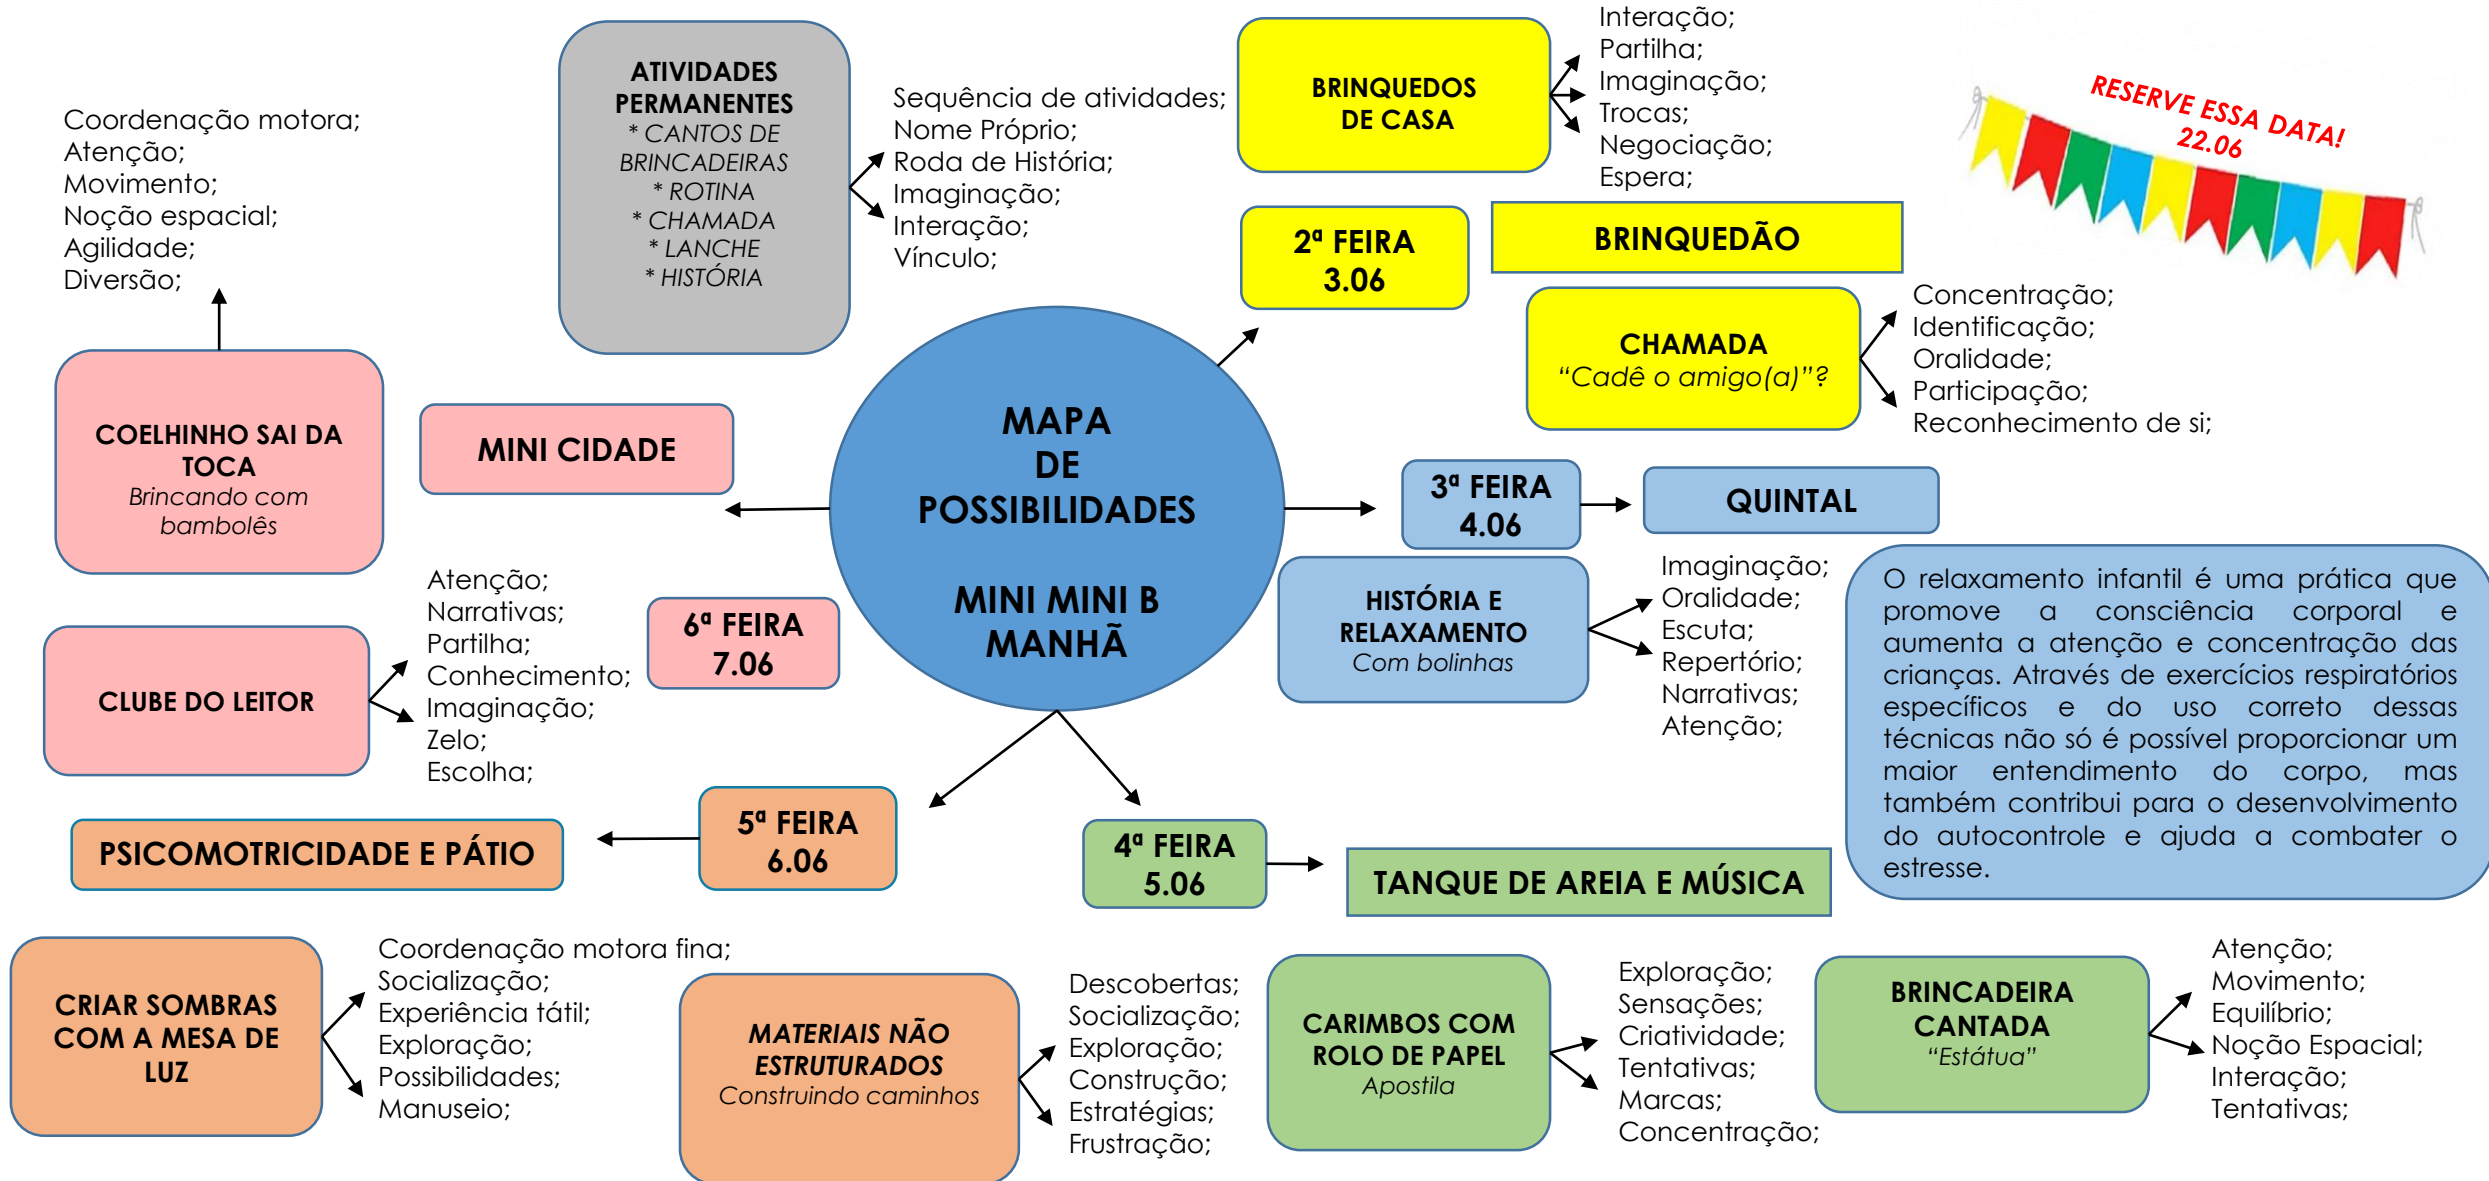 ATIVIDADES
PERMANENTES
* CANTOS DE
BRINCADEIRAS
* ROTINA
* CHAMADA
* LANCHE
* HISTÓRIA
Sequência de atividades;
Nome Próprio;
Roda de História;
Imaginação;
Interação;
Vínculo;
BRINQUEDOS
DE CASA
Interação;
Partilha;
Imaginação;
Trocas;
Negociação;
Espera;
RESERVE ESSA DATA!
22.06
2ª FEIRA
3.06
BRINQUEDÃO
CHAMADA
“Cadê o amigo(a)”?
Concentração;
Identificação;
Oralidade;
Participação;
Reconhecimento de si;
Coordenação motora;
Atenção;
Movimento;
Noção espacial;
Agilidade;
Diversão;
COELHINHO SAI DA
TOCA
Brincando com
bambolês
MINI CIDADE
MAPA
DE
POSSIBILIDADES
MINI MINI B
MANHÃ
3ª FEIRA
4.06
QUINTAL
HISTÓRIA E
RELAXAMENTO
Com bolinhas
Imaginação;
Oralidade;
Escuta;
Repertório;
Narrativas;
Atenção;
O relaxamento infantil é uma prática que
promove a consciência corporal e
aumenta a atenção e concentração das
crianças. Através de exercícios respiratórios
específicos e do uso correto dessas
técnicas não só é possível proporcionar um
maior entendimento do corpo, mas
também contribui para o desenvolvimento
do autocontrole e ajuda a combater o
estresse.
CLUBE DO LEITOR
Atenção;
Narrativas;
Partilha;
Conhecimento;
Imaginação;
Zelo;
Escolha;
6ª FEIRA
7.06
PSICOMOTRICIDADE E PÁTIO
5ª FEIRA
6.06
4ª FEIRA
5.06
TANQUE DE AREIA E MÚSICA
CRIAR SOMBRAS
COM A MESA DE
LUZ
Coordenação motora fina;
Socialização;
Experiência tátil;
Exploração;
Possibilidades;
Manuseio;
MATERIAIS NÃO
ESTRUTURADOS
Construindo caminhos
Descobertas;
Socialização;
Exploração;
Construção;
Estratégias;
Frustração;
CARIMBOS COM
ROLO DE PAPEL
Apostila
Exploração;
Sensações;
Criatividade;
Tentativas;
Marcas;
Concentração;
BRINCADEIRA
CANTADA
“Estátua”
Atenção;
Movimento;
Equilíbrio;
Noção Espacial;
Interação;
Tentativas;